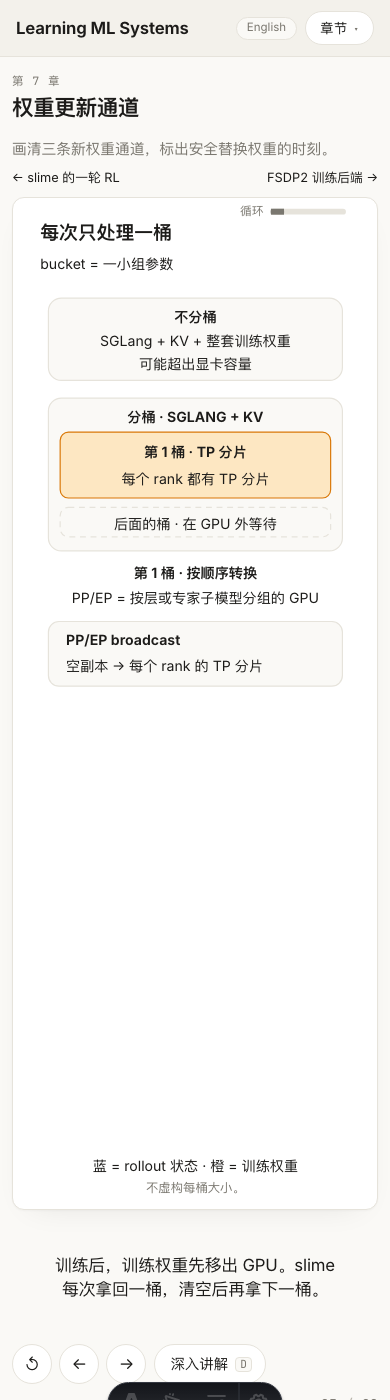 Learning ML Systems
English
章节
第 7 章
权重更新通道
画清三条新权重通道，标出安全替换权重的时刻。
← slime 的一轮 RL
FSDP2 训练后端 →
循环
每次只处理一桶
bucket = 一小组参数
不分桶
SGLang + KV + 整套训练权重
可能超出显卡容量
分桶 · SGLANG + KV
第 1 桶 · TP 分片
每个 rank 都有 TP 分片
后面的桶 · 在 GPU 外等待
第 1 桶 · 按顺序转换
PP/EP = 按层或专家子模型分组的 GPU
PP/EP broadcast
空副本 → 每个 rank 的 TP 分片
蓝 = rollout 状态 · 橙 = 训练权重
不虚构每桶大小。
训练后，训练权重先移出 GPU。slime
每次拿回一桶，清空后再拿下一桶。
深入讲解 D